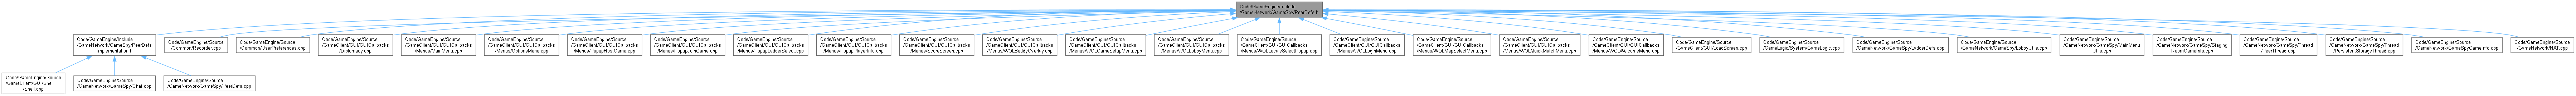 Code/GameEngine/Include
/GameNetwork/GameSpy/PeerDefs.h
Code/GameEngine/Include
/GameNetwork/GameSpy/PeerDefs
Implementation.h
Code/GameEngine/Source
/Common/Recorder.cpp
Code/GameEngine/Source
/Common/UserPreferences.cpp
Code/GameEngine/Source
/GameClient/GUI/GUICallbacks
/Diplomacy.cpp
Code/GameEngine/Source
/GameClient/GUI/GUICallbacks
/Menus/MainMenu.cpp
Code/GameEngine/Source
/GameClient/GUI/GUICallbacks
/Menus/OptionsMenu.cpp
Code/GameEngine/Source
/GameClient/GUI/GUICallbacks
/Menus/PopupHostGame.cpp
Code/GameEngine/Source
/GameClient/GUI/GUICallbacks
/Menus/PopupJoinGame.cpp
Code/GameEngine/Source
/GameClient/GUI/GUICallbacks
/Menus/PopupLadderSelect.cpp
Code/GameEngine/Source
/GameClient/GUI/GUICallbacks
/Menus/PopupPlayerInfo.cpp
Code/GameEngine/Source
/GameClient/GUI/GUICallbacks
/Menus/ScoreScreen.cpp
Code/GameEngine/Source
/GameClient/GUI/GUICallbacks
/Menus/WOLBuddyOverlay.cpp
Code/GameEngine/Source
/GameClient/GUI/GUICallbacks
/Menus/WOLGameSetupMenu.cpp
Code/GameEngine/Source
/GameClient/GUI/GUICallbacks
/Menus/WOLLobbyMenu.cpp
Code/GameEngine/Source
/GameClient/GUI/GUICallbacks
/Menus/WOLLocaleSelectPopup.cpp
Code/GameEngine/Source
/GameClient/GUI/GUICallbacks
/Menus/WOLLoginMenu.cpp
Code/GameEngine/Source
/GameClient/GUI/GUICallbacks
/Menus/WOLMapSelectMenu.cpp
Code/GameEngine/Source
/GameClient/GUI/GUICallbacks
/Menus/WOLQuickMatchMenu.cpp
Code/GameEngine/Source
/GameClient/GUI/GUICallbacks
/Menus/WOLWelcomeMenu.cpp
Code/GameEngine/Source
/GameClient/GUI/LoadScreen.cpp
Code/GameEngine/Source
/GameLogic/System/GameLogic.cpp
Code/GameEngine/Source
/GameNetwork/GameSpy/LadderDefs.cpp
Code/GameEngine/Source
/GameNetwork/GameSpy/LobbyUtils.cpp
Code/GameEngine/Source
/GameNetwork/GameSpy/MainMenu
Utils.cpp
Code/GameEngine/Source
/GameNetwork/GameSpy/Staging
RoomGameInfo.cpp
Code/GameEngine/Source
/GameNetwork/GameSpy/Thread
/PeerThread.cpp
Code/GameEngine/Source
/GameNetwork/GameSpy/Thread
/PersistentStorageThread.cpp
Code/GameEngine/Source
/GameNetwork/GameSpyGameInfo.cpp
Code/GameEngine/Source
/GameNetwork/NAT.cpp
Code/GameEngine/Source
/GameClient/GUI/Shell
/Shell.cpp
Code/GameEngine/Source
/GameNetwork/GameSpy/Chat.cpp
Code/GameEngine/Source
/GameNetwork/GameSpy/PeerDefs.cpp